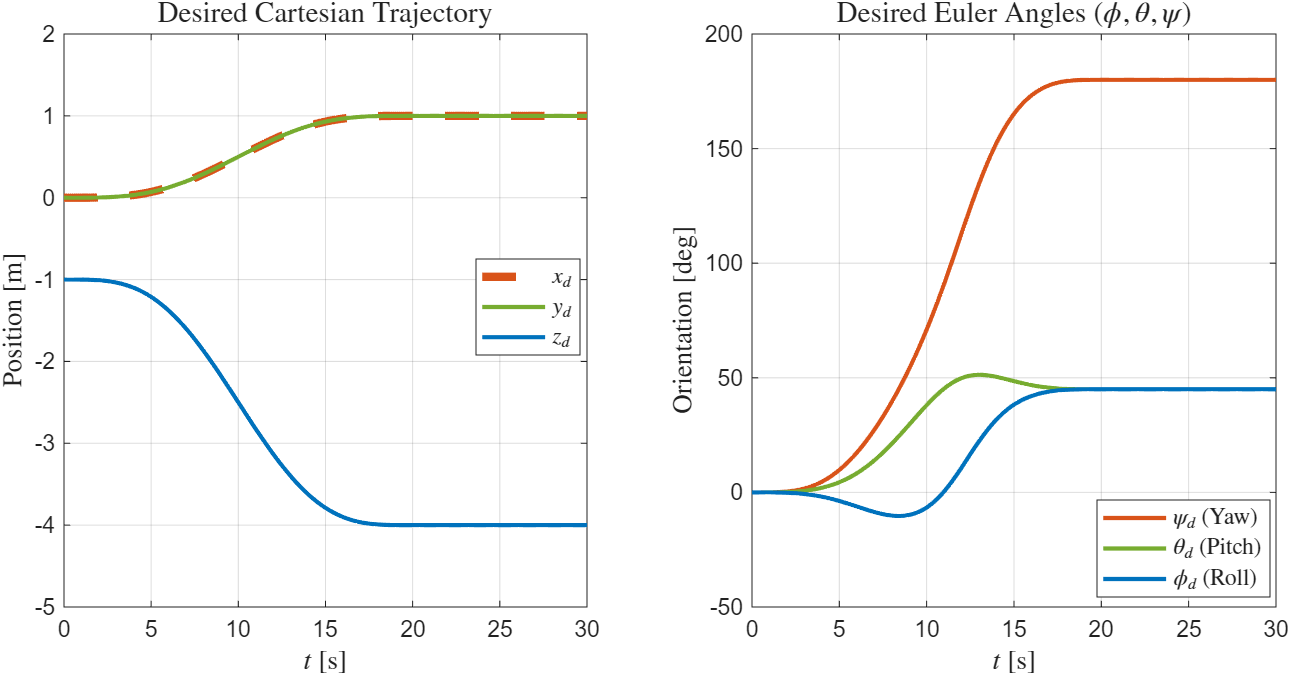 Desired Cartesian Trajectory
2
1
0
-1
-2
-3
-4
-5
Position [m]
0 5 10 15 20 25 30
t [s]
x_d
y_d
z_d
Desired Euler Angles (ϕ, θ, ψ)
200
150
100
50
0
-50
Orientation [deg]
0 5 10 15 20 25 30
t [s]
ψ_d (Yaw)
θ_d (Pitch)
ϕ_d (Roll)